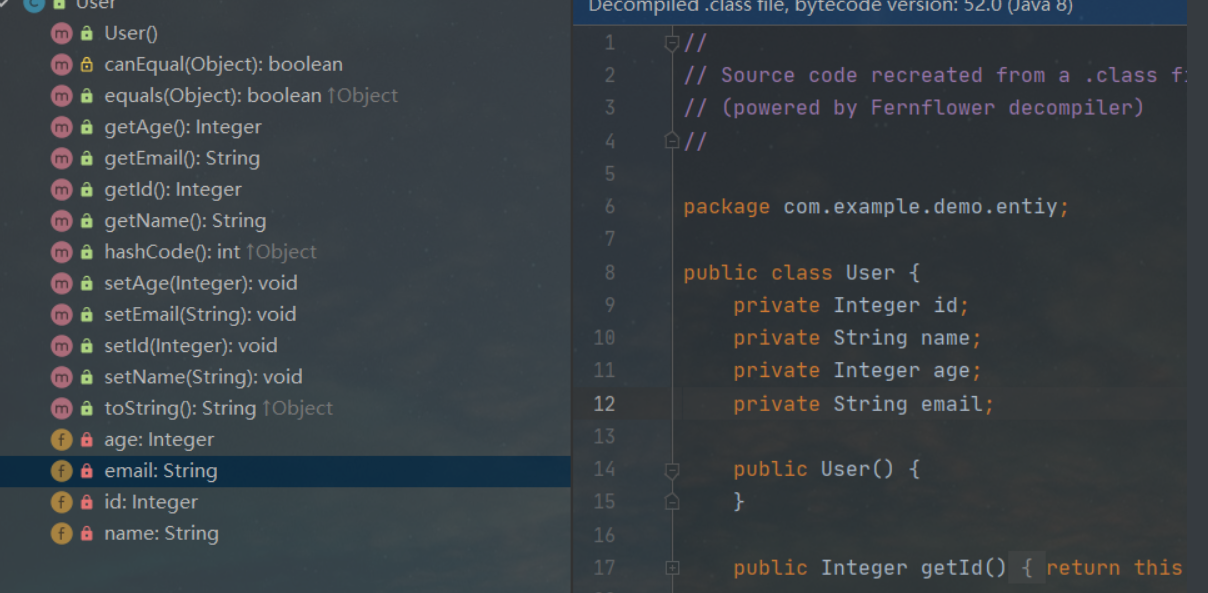 User
User()
canEqual(Object): boolean
equals(Object): boolean ↑Object
getAge(): Integer
getEmail(): String
getId(): Integer
getName(): String
hashCode(): int ↑Object
setAge(Integer): void
setEmail(String): void
setId(Integer): void
setName(String): void
toString(): String ↑Object
age: Integer
email: String
id: Integer
name: String
Decompiled .class file, bytecode version: 52.0 (Java 8)
1 //
2 // Source code recreated from a .class fi
3 // (powered by Fernflower decompiler)
4 //
5
6 package com.example.demo.entiy;
7
8 public class User {
9 private Integer id;
10 private String name;
11 private Integer age;
12 private String email;
13
14 public User() {
15 }
16
17 public Integer getId() { return this